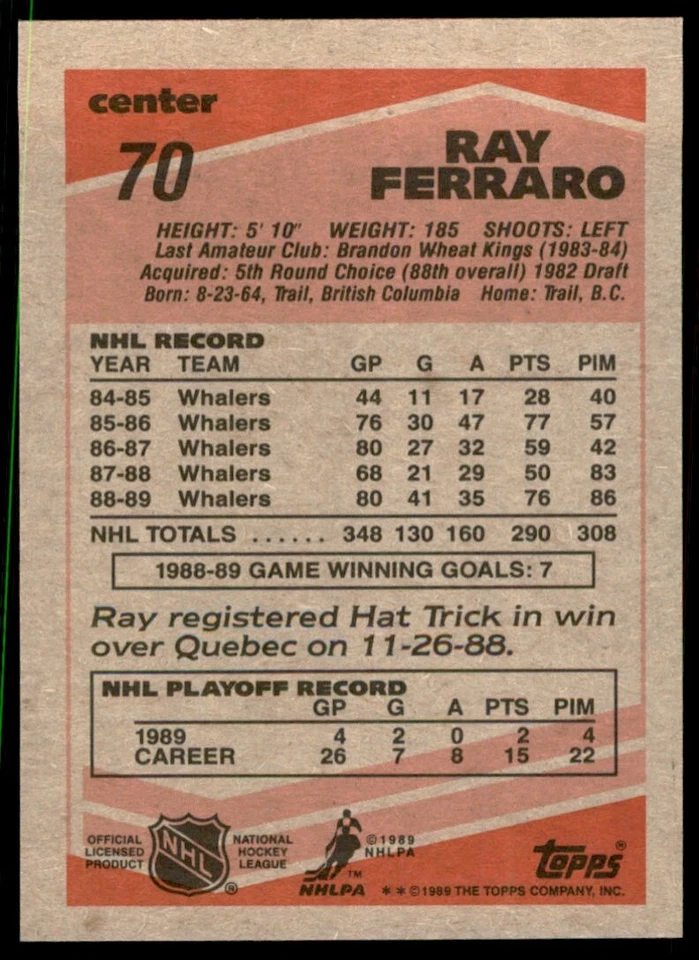 center
70
RAY
FERRARO
HEIGHT: 5' 10" WEIGHT: 185 SHOOTS: LEFT
Last Amateur Club: Brandon Wheat Kings (1983-84)
Acquired: 5th Round Choice (88th overall) 1982 Draft
Born: 8-23-64, Trail, British Columbia Home: Trail, B.C.
NHL RECORD
YEAR TEAM GP G A PTS PIM
84-85 Whalers 44 11 17 28 40
85-86 Whalers 76 30 47 77 57
86-87 Whalers 80 27 32 59 42
87-88 Whalers 68 21 29 50 83
88-89 Whalers 80 41 35 76 86
NHL TOTALS ...... 348 130 160 290 308
1988-89 GAME WINNING GOALS: 7
Ray registered Hat Trick in win
over Quebec on 11-26-88.
NHL PLAYOFF RECORD
GP G A PTS PIM
1989 4 2 0 2 4
CAREER 26 7 8 15 22
OFFICIAL
LICENSED
PRODUCT
NHL
®
NATIONAL
HOCKEY
LEAGUE
™
NHLPA
©1989
NHLPA
topps®
**©1989 THE TOPPS COMPANY, INC.